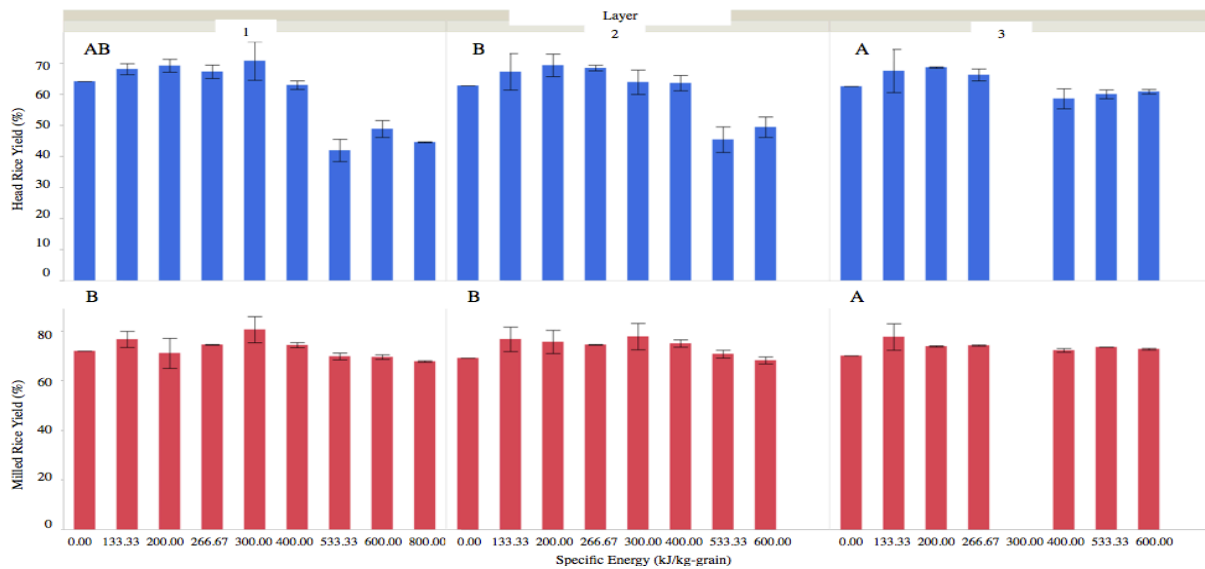 Layer
1 2 3
AB B A
Head Rice Yield (%)
70
60
50
40
30
20
10
0
B B A
Milled Rice Yield (%)
80
60
40
20
0
0.00 133.33 200.00 266.67 300.00 400.00 533.33 600.00 800.00 0.00 133.33 200.00 266.67 300.00 400.00 533.33 600.00 0.00 133.33 200.00 266.67 300.00 400.00 533.33 600.00
Specific Energy (kJ/kg-grain)